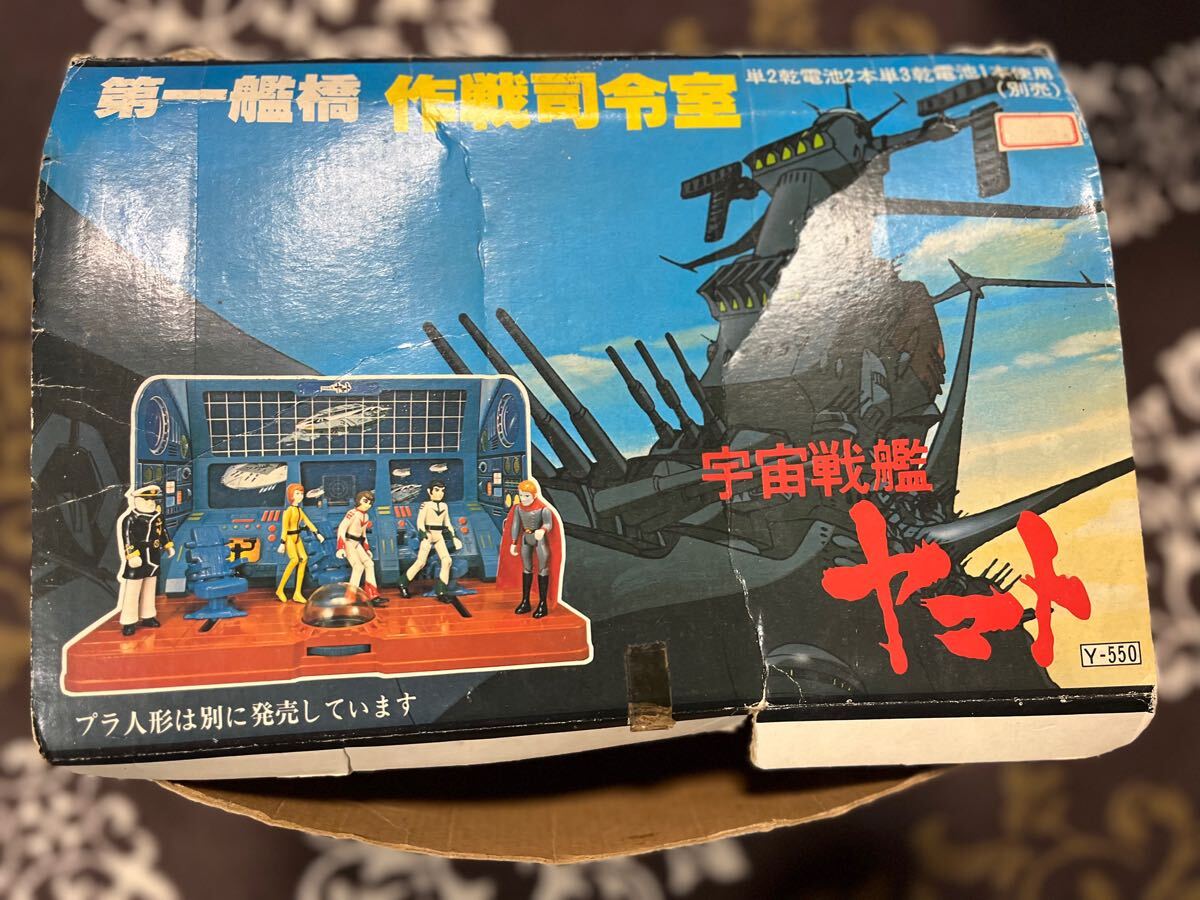 第一艦橋 作戦司令室
単2乾電池2本単3乾電池1本使用
(別売)
宇宙戦艦
ヤマト
Y-550
プラ人形は別に発売しています